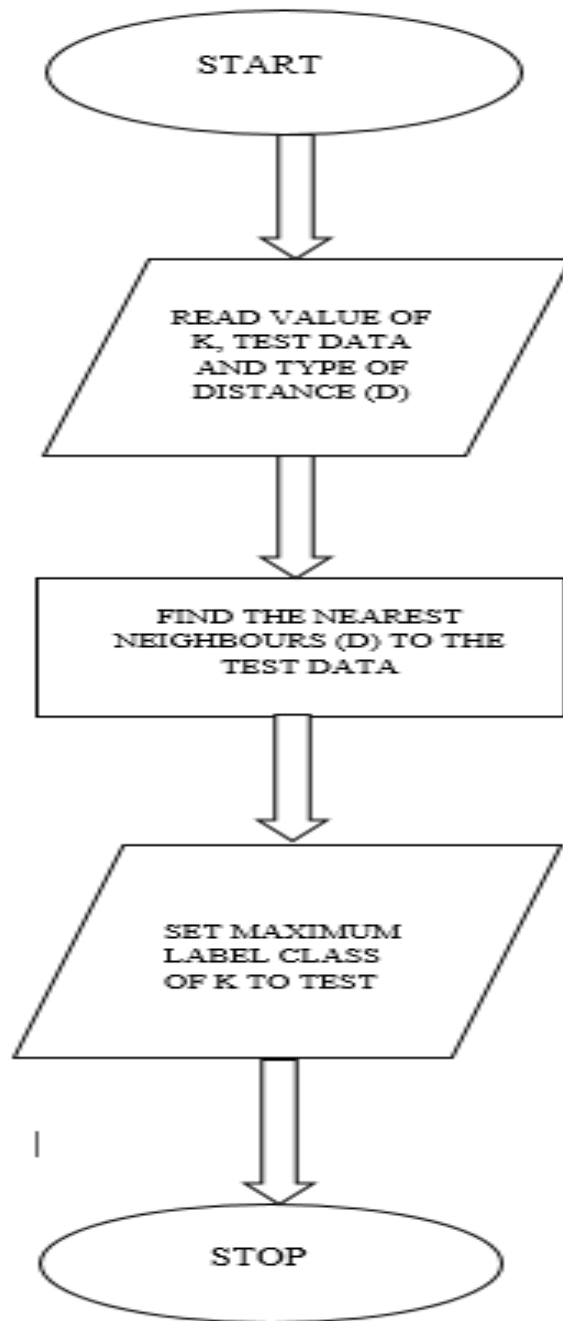 START
READ VALUE OF
K, TEST DATA
AND TYPE OF
DISTANCE (D)
FIND THE NEAREST
NEIGHBOURS (D) TO THE
TEST DATA
SET MAXIMUM
LABEL CLASS
OF K TO TEST
STOP